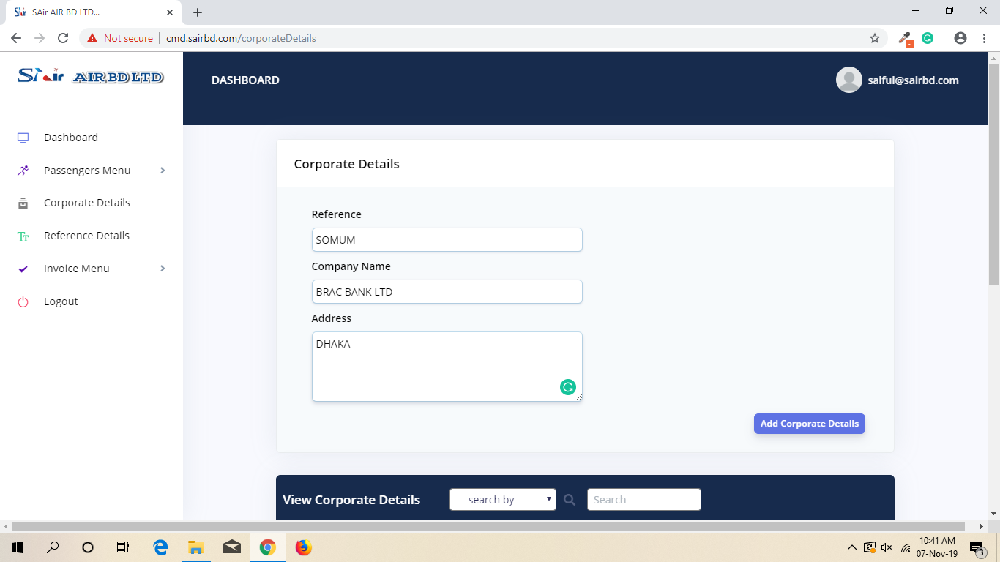 SAir AIR BD LTD...
Not secure
cmd.sairbd.com/corporateDetails
SAir AIR BD LTD
DASHBOARD
saiful@sairbd.com
Dashboard
Passengers Menu
Corporate Details
Reference Details
Invoice Menu
Logout
Corporate Details
Reference
SOMUM
Company Name
BRAC BANK LTD
Address
DHAKA
Add Corporate Details
View Corporate Details
-- search by --
Search
10:41 AM
07-Nov-19
3